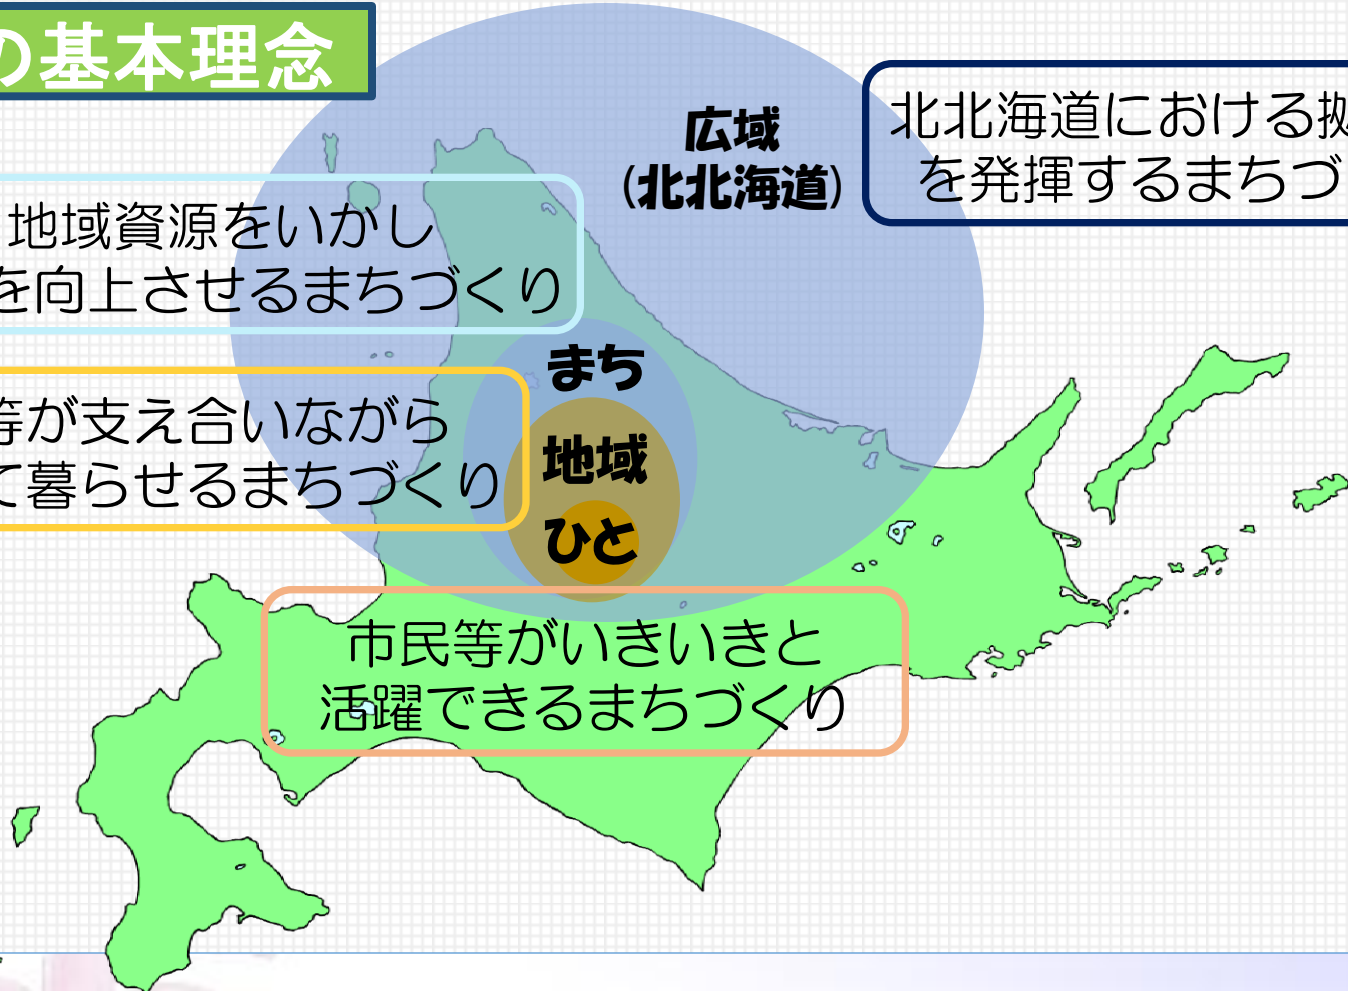 の基本理念
広域
(北北海道)
北北海道における拠
を発揮するまちづ
地域資源をいかし
を向上させるまちづくり
まち
等が支え合いながら
て暮らせるまちづくり
地域
ひと
市民等がいきいきと
活躍できるまちづくり